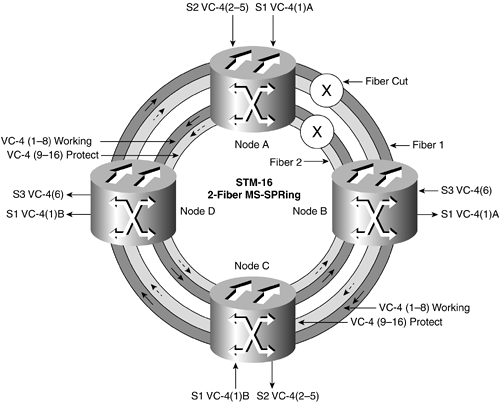 S2 VC-4(2–5) S1 VC-4(1)A
X
Fiber Cut
Node A
X
Fiber 1
VC-4 (1–8) Working
VC-4 (9–16) Protect
Fiber 2
STM-16
2-Fiber MS-SPRing
S3 VC-4(6)
S1 VC-4(1)B
Node D
Node B
S3 VC-4(6)
S1 VC-4(1)A
Node C
VC-4 (1–8) Working
VC-4 (9–16) Protect
S1 VC-4(1)B S2 VC-4(2–5)